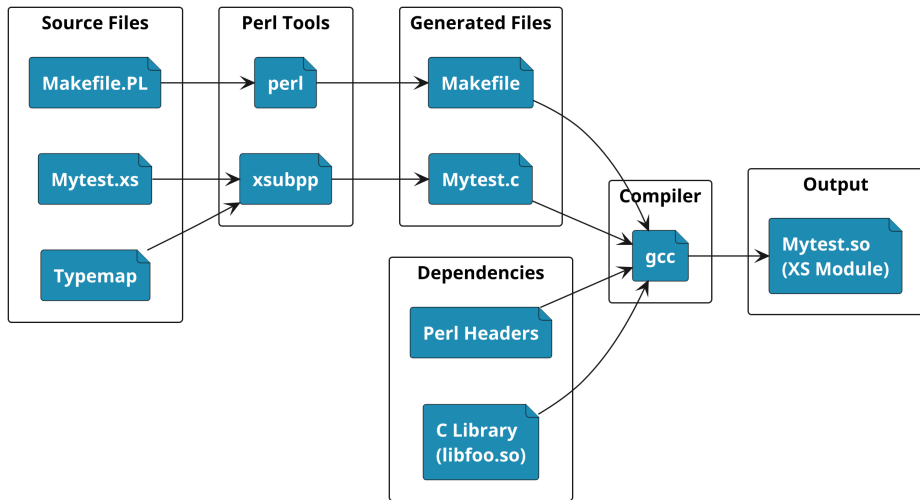 Source Files
Makefile.PL
Mytest.xs
Typemap
Perl Tools
perl
xsubpp
Generated Files
Makefile
Mytest.c
Dependencies
Perl Headers
C Library
(libfoo.so)
Compiler
gcc
Output
Mytest.so
(XS Module)